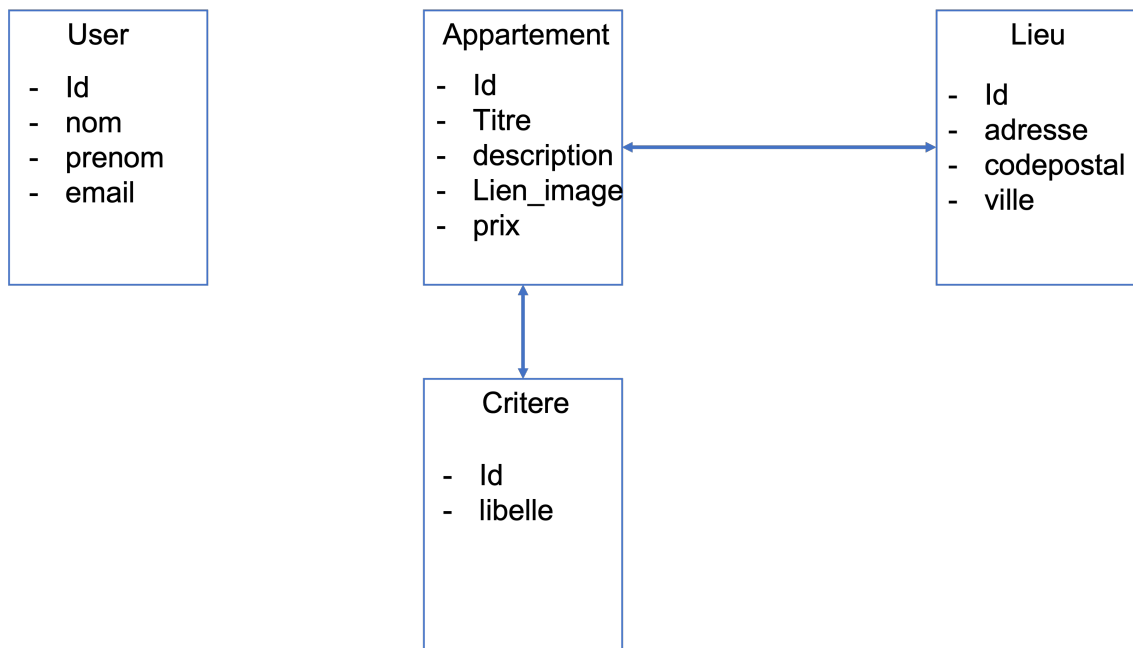 User
- Id
- nom
- prenom
- email
Appartement
- Id
- Titre
- description
- Lien_image
- prix
Lieu
- Id
- adresse
- codepostal
- ville
Critere
- Id
- libelle